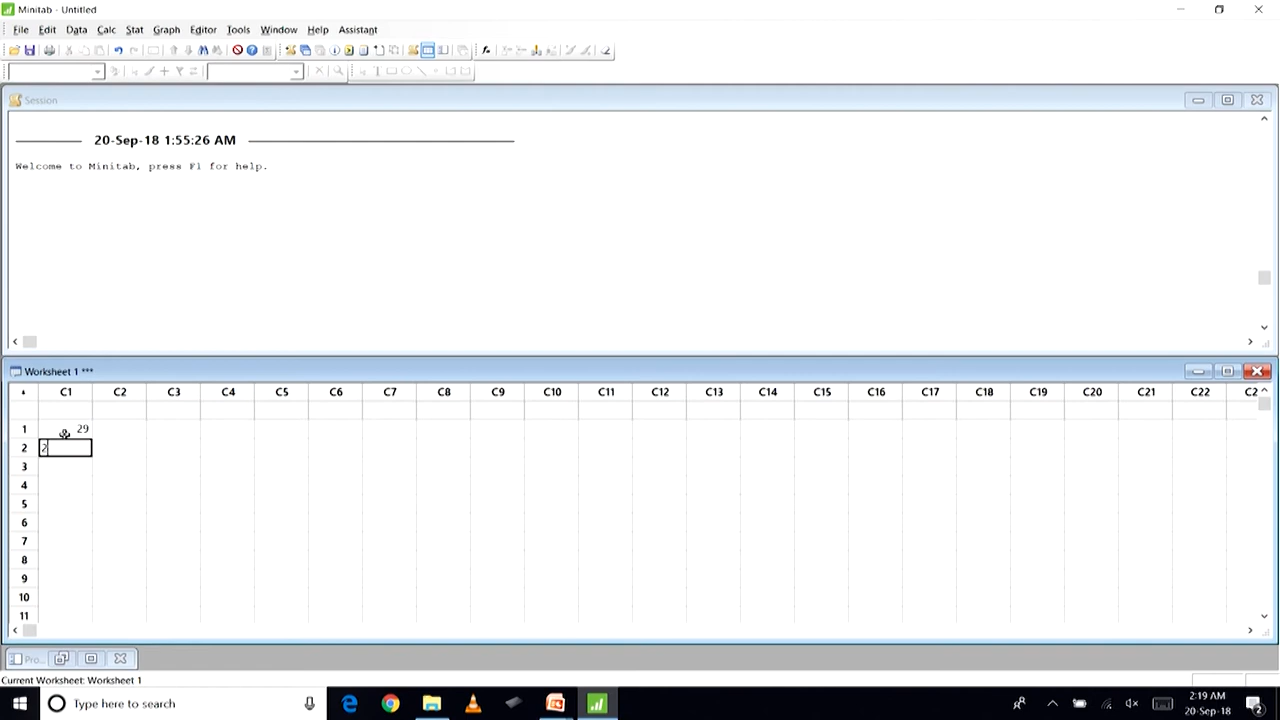 Minitab - Untitled
File Edit Data Calc Stat Graph Editor Tools Window Help Assistant
Session
20-Sep-18 1:55:26 AM
Welcome to Minitab, press F1 for help.
Worksheet 1 ***
C1 C2 C3 C4 C5 C6 C7 C8 C9 C10 C11 C12 C13 C14 C15 C16 C17 C18 C19 C20 C21 C22 C2
1 29
2 2
3
4
5
6
7
8
9
10
11
Pro...
Current Worksheet: Worksheet 1
Type here to search
2:19 AM
20-Sep-18
2